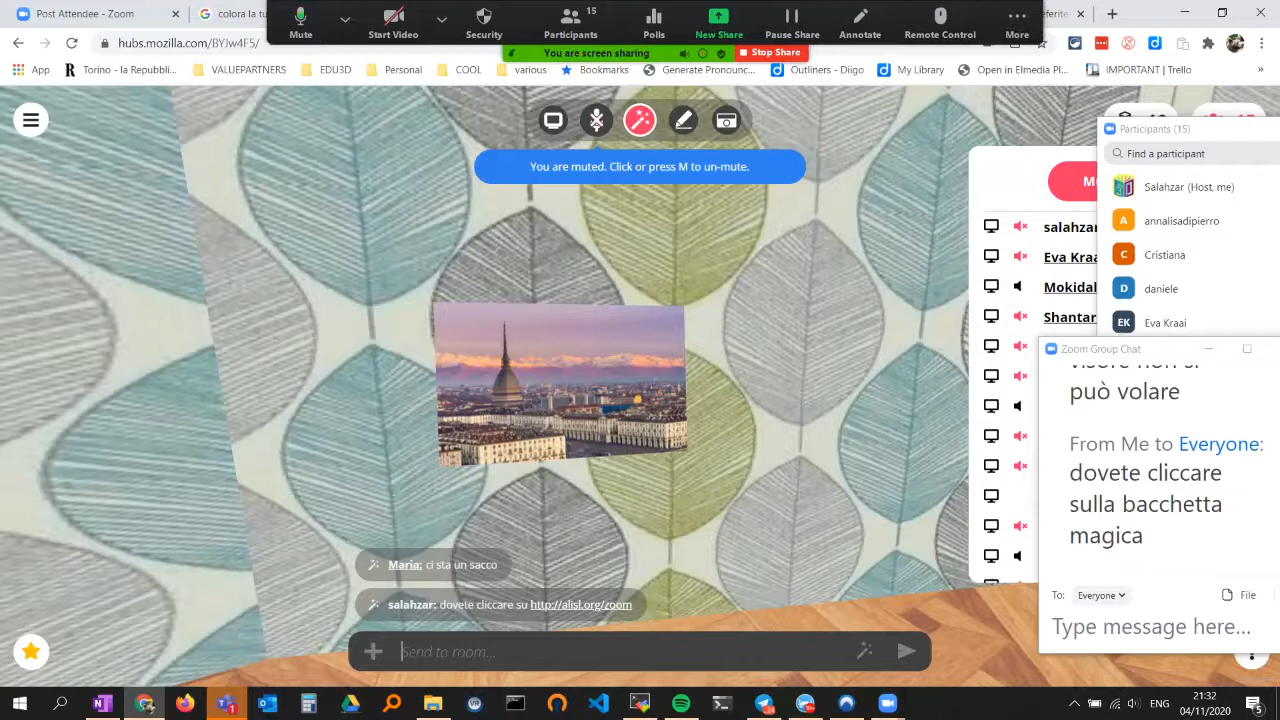 Post Attendee - Zoom
colora la tu
Mute
Start Video
Security
15
Participants
Polls
New Share
Pause Share
Annotate
Remote Control
More
You are screen sharing
Stop Share
hubs.mozilla.com/BYJw4F5/
App
Torino - la Repubbli...
VALUEPARTNERS
EDU3D
Personal
COOL
various
Bookmarks
Generate Pronounc...
Outliners - Diigo
My Library
Open in Elmedia Pl...
IMPORTANT | Trello
»
You are muted. Click or press M to un-mute.
Participants (15)
Find a participant
Salahzar (Host, me)
A annalisadipierro
C Cristiana
D daniele
EK Eva Kraai
salahzar
Eva Kraa
Mokidal
Shantar
Zoom Group Chat
visore non si
può volare
From Me to Everyone:
dovete cliccare
sulla bacchetta
magica
To: Everyone
File
Type message here...
Maria: ci sta un sacco
salahzar: dovete cliccare su http://alisl.org/zoom
Send to room...
ENG
21:32
04/11/2020
5